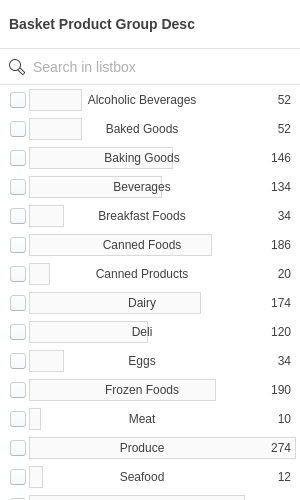 Basket Product Group Desc
Search in listbox
Alcoholic Beverages 52
Baked Goods 52
Baking Goods 146
Beverages 134
Breakfast Foods 34
Canned Foods 186
Canned Products 20
Dairy 174
Deli 120
Eggs 34
Frozen Foods 190
Meat 10
Produce 274
Seafood 12